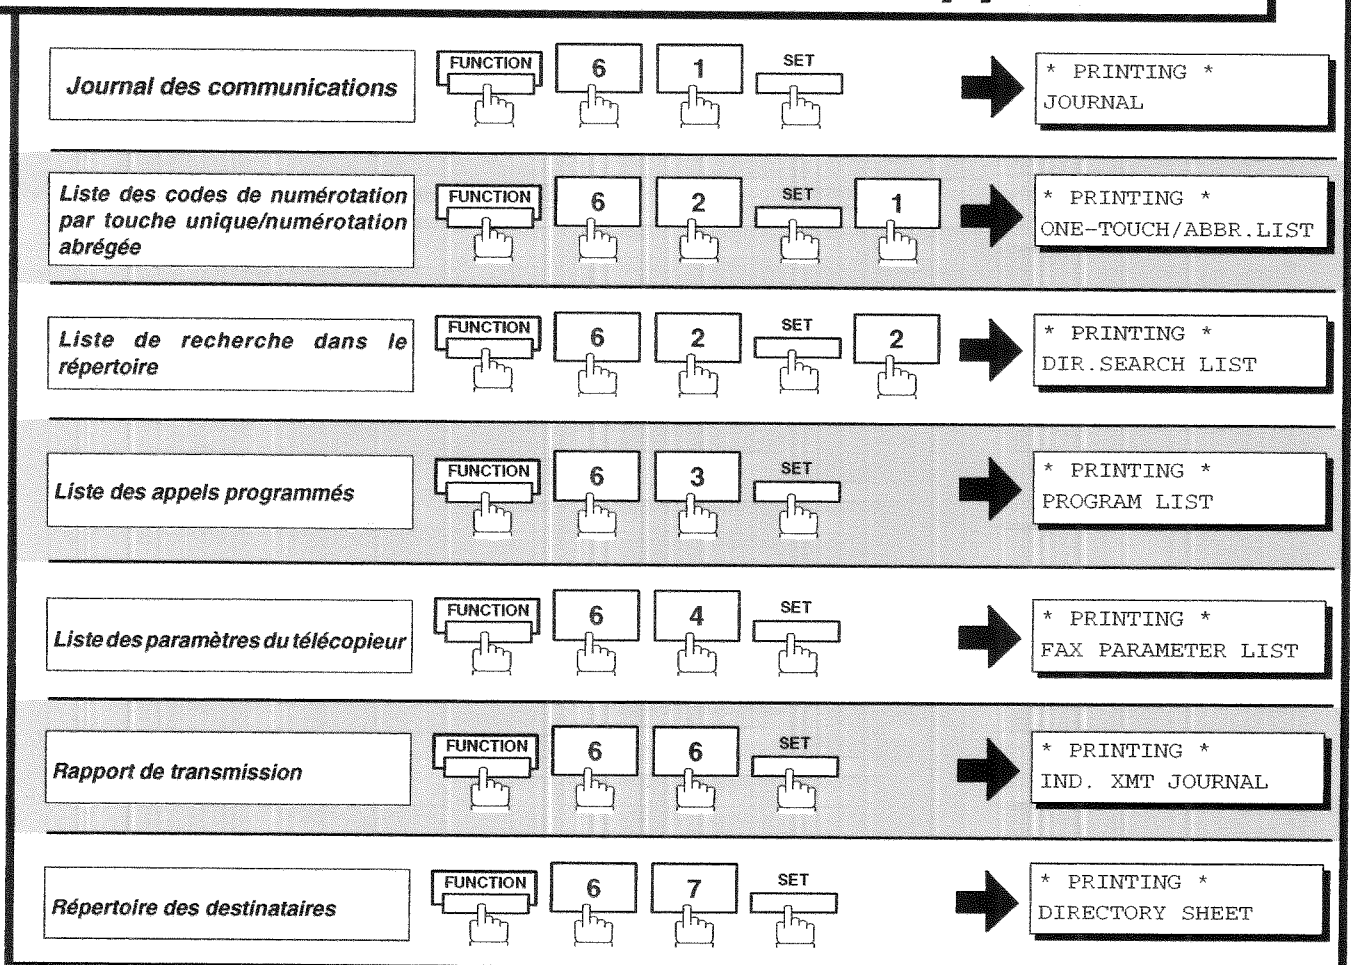 Journal des communications
FUNCTION 6 1 SET
* PRINTING *
JOURNAL
Liste des codes de numérotation
par touche unique/numérotation
abrégée
FUNCTION 6 2 SET 1
* PRINTING *
ONE-TOUCH/ABBR.LIST
Liste de recherche dans le
répertoire
FUNCTION 6 2 SET 2
* PRINTING *
DIR.SEARCH LIST
Liste des appels programmés
FUNCTION 6 3 SET
* PRINTING *
PROGRAM LIST
Liste des paramètres du télécopieur
FUNCTION 6 4 SET
* PRINTING *
FAX PARAMETER LIST
Rapport de transmission
FUNCTION 6 6 SET
* PRINTING *
IND. XMT JOURNAL
Répertoire des destinataires
FUNCTION 6 7 SET
* PRINTING *
DIRECTORY SHEET